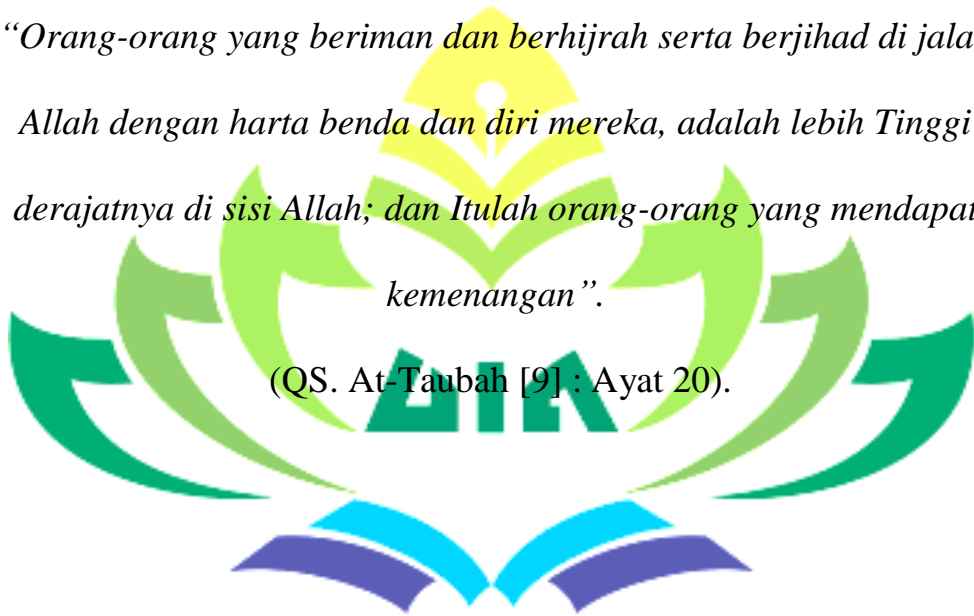 “Orang-orang yang beriman dan berhijrah serta berjihad di jala
Allah dengan harta benda dan diri mereka, adalah lebih Tinggi
derajatnya di sisi Allah; dan Itulah orang-orang yang mendapat
kemenangan”.
(QS. At-Taubah [9] : Ayat 20).